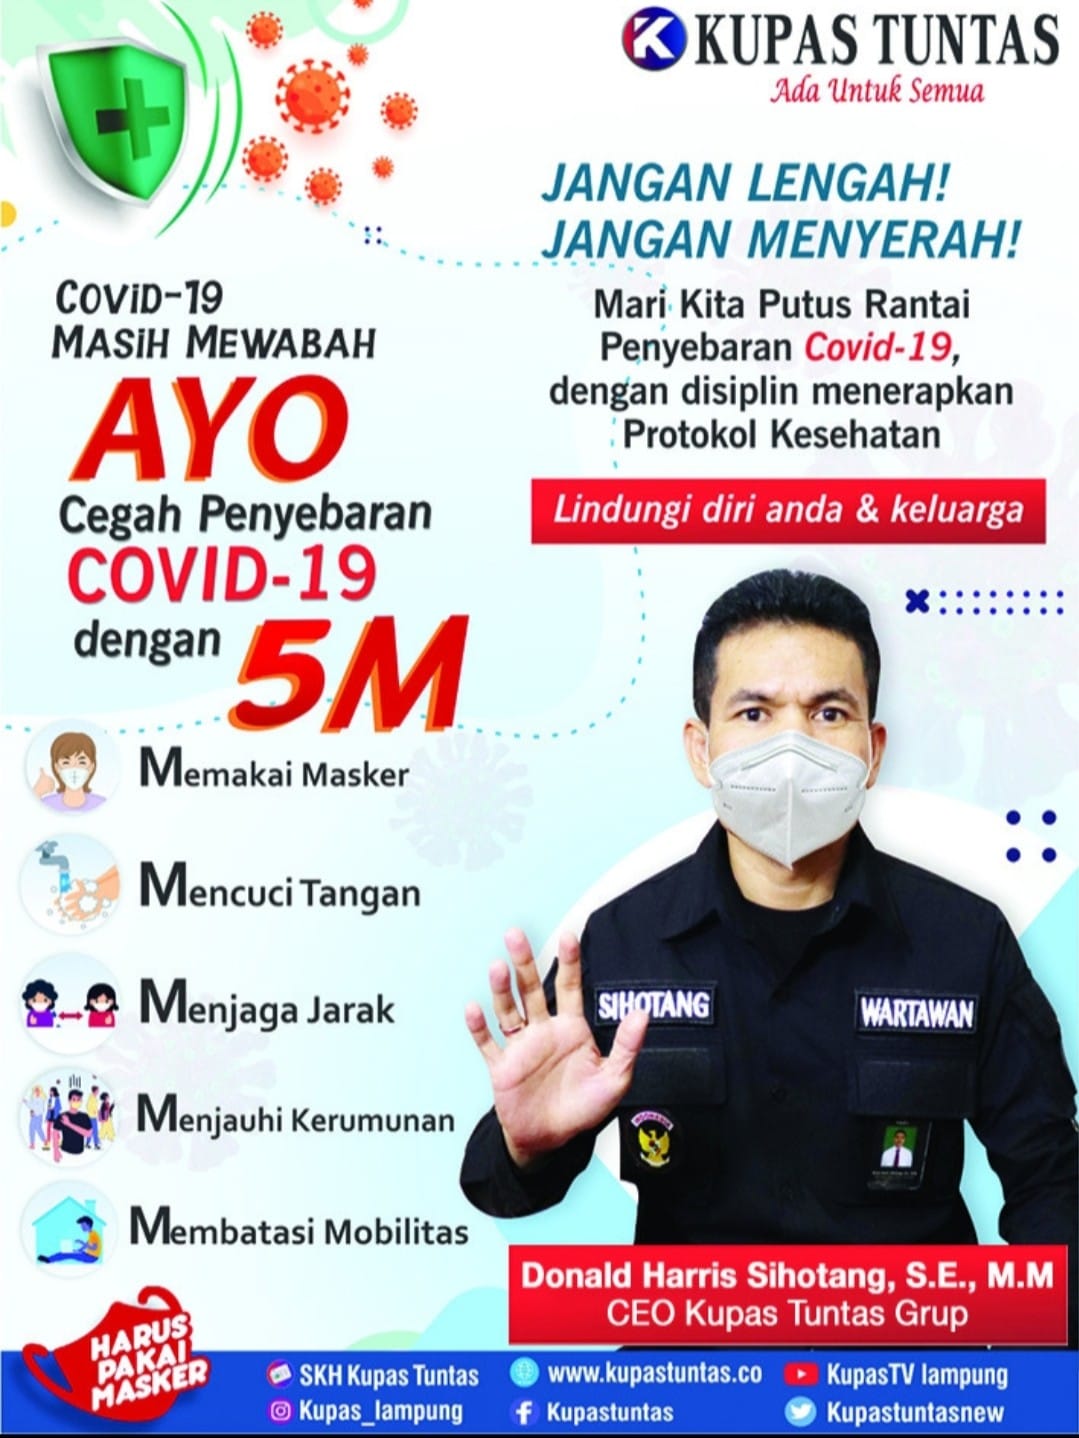 KUPAS TUNTAS
Ada Untuk Semua
JANGAN LENGAH!
JANGAN MENYERAH!
Mari Kita Putus Rantai
Penyebaran Covid-19,
dengan disiplin menerapkan
Protokol Kesehatan
Lindungi diri anda & keluarga
COViD-19
MASiH MEWABAH
AYO
Cegah Penyebaran
COVID-19
dengan 5M
Memakai Masker
Mencuci Tangan
Menjaga Jarak
Menjauhi Kerumunan
Membatasi Mobilitas
SIHOTANG
WARTAWAN
INDONESIA
Donald Harris Sihotang, S.E., M.M
CEO Kupas Tuntas Grup
HARUS
PAKAI
MASKER
SKH Kupas Tuntas
www.kupastuntas.co
KupasTV lampung
Kupas_lampung
Kupastuntas
Kupastuntasnew